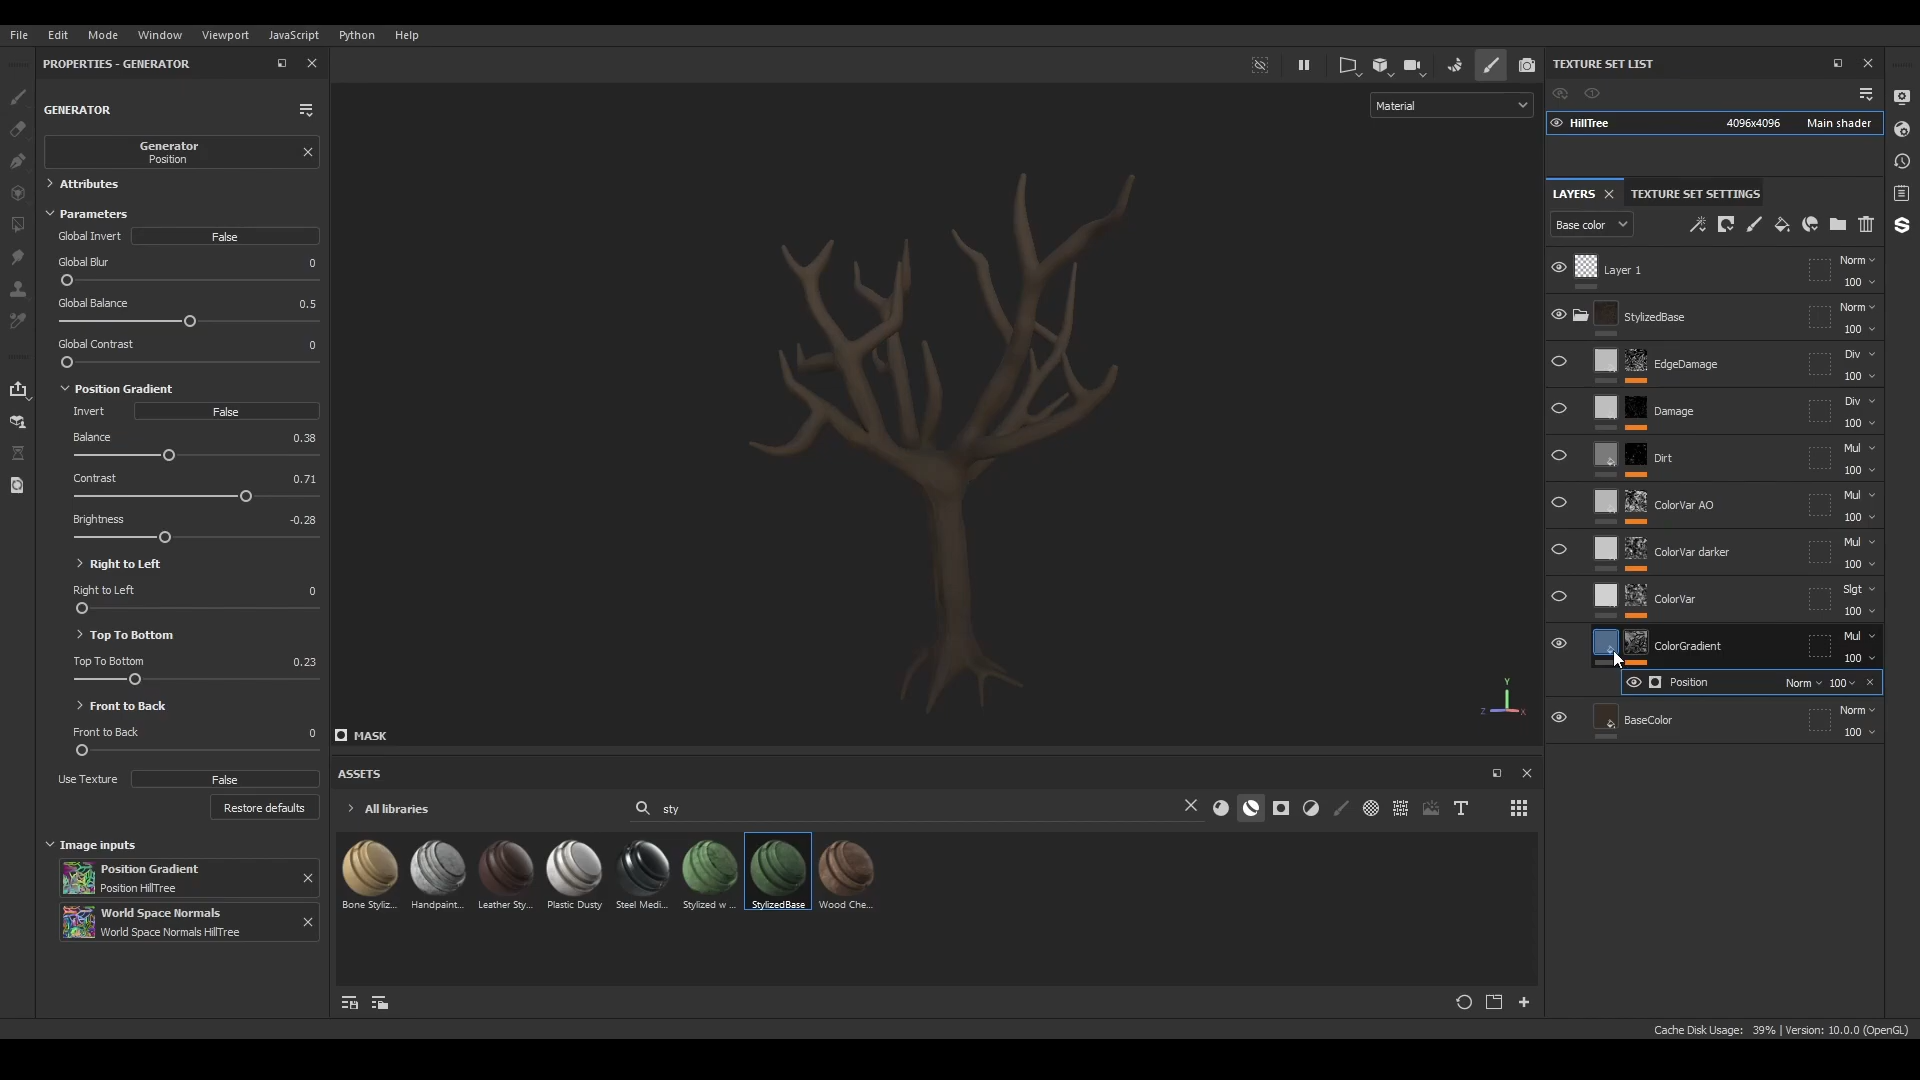 File Edit Mode Window Viewport JavaScript Python Help
PROPERTIES - GENERATOR
GENERATOR
Generator
Position
Attributes
Parameters
Global Invert False
Global Blur 0
Global Balance 0.5
Global Contrast 0
Position Gradient
Invert False
Balance 0.38
Contrast 0.71
Brightness -0.28
Right to Left
Right to Left 0
Top To Bottom
Top To Bottom 0.23
Front to Back
Front to Back 0
Use Texture False
Restore defaults
Image inputs
Position Gradient
Position HillTree
World Space Normals
World Space Normals HillTree
Material
Y
Z X
MASK
ASSETS
All libraries
sty
Bone Styliz... Handpaint... Leather Sty... Plastic Dusty Steel Medi... Stylized w ... StylizedBase Wood Che...
TEXTURE SET LIST
HillTree 4096x4096 Main shader
LAYERS TEXTURE SET SETTINGS
Base color
Layer 1 Norm 100
StylizedBase Norm 100
EdgeDamage Div 100
Damage Div 100
Dirt Mul 100
ColorVar AO Mul 100
ColorVar darker Mul 100
ColorVar Slgt 100
ColorGradient Mul 100
Position Norm 100
BaseColor Norm 100
Cache Disk Usage: 39% | Version: 10.0.0 (OpenGL)